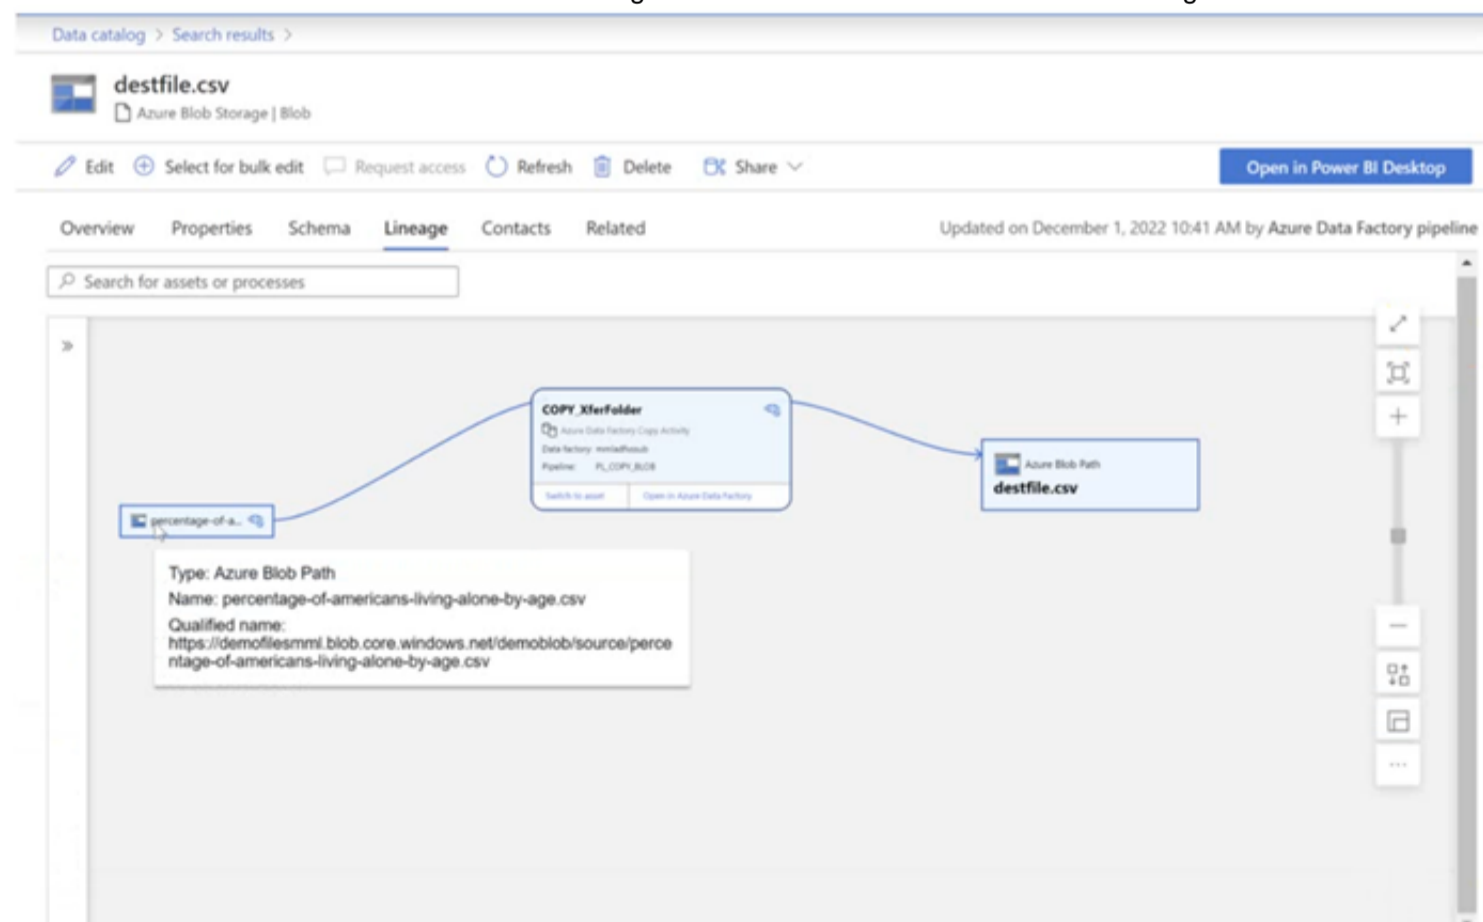 Data catalog > Search results >
destfile.csv
Azure Blob Storage | Blob
Edit Select for bulk edit Request access Refresh Delete Share Open in Power BI Desktop
Overview Properties Schema Lineage Contacts Related Updated on December 1, 2022 10:41 AM by Azure Data Factory pipeline
Search for assets or processes
COPY_XferFolder
Azure Data Factory Copy Activity
Data factory:
Pipeline: PL_COPY_BLOB
Switch to asset Open in Azure Data Factory
Azure Blob Path
destfile.csv
percentage-of-a...
Type: Azure Blob Path
Name: percentage-of-americans-living-alone-by-age.csv
Qualified name:
https://demofilesmml.blob.core.windows.net/demoblob/source/perce
ntage-of-americans-living-alone-by-age.csv